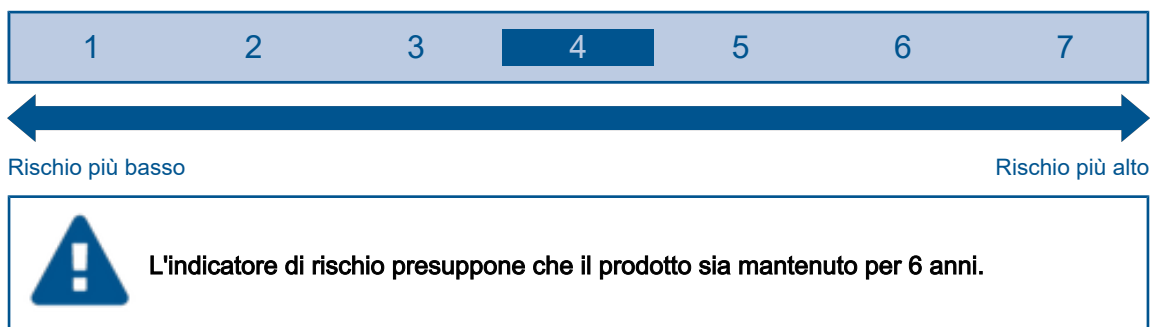 1 2 3 4 5 6 7
Rischio più basso Rischio più alto
L'indicatore di rischio presuppone che il prodotto sia mantenuto per 6 anni.